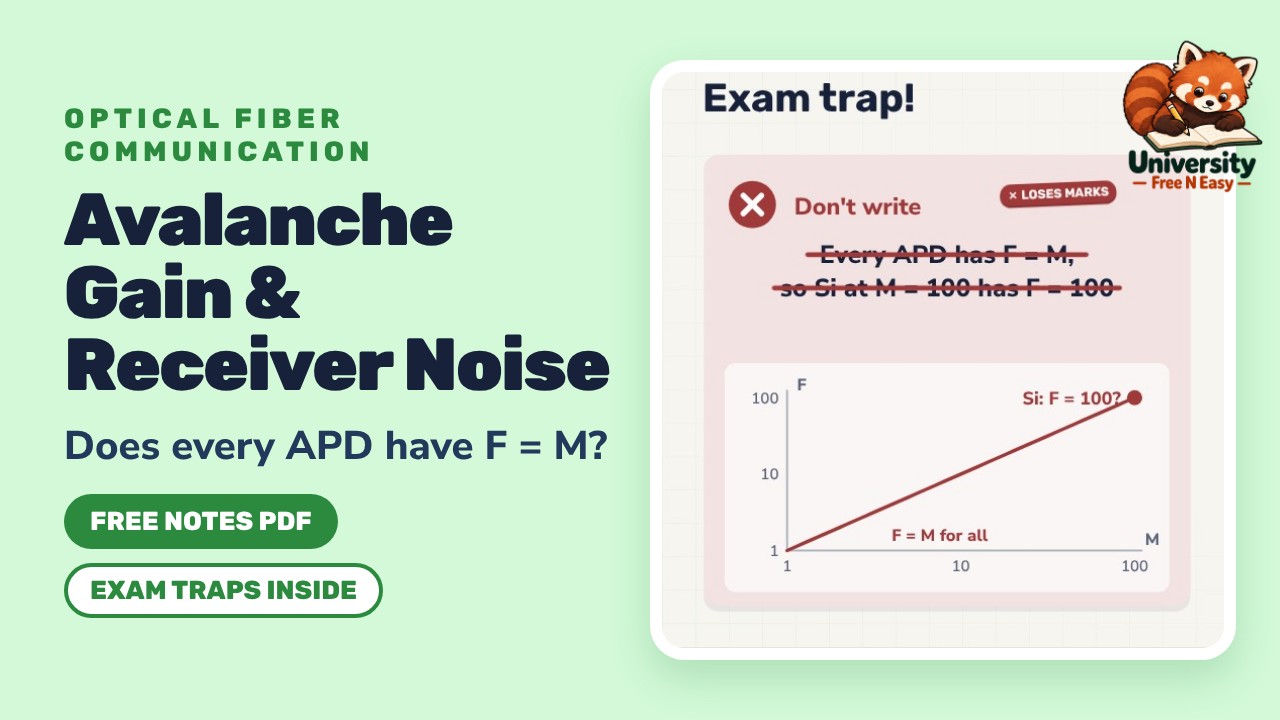 OPTICAL FIBER
COMMUNICATION
Avalanche
Gain &
Receiver Noise
Does every APD have F = M?
FREE NOTES PDF
EXAM TRAPS INSIDE
Exam trap!
University
Free N Easy
× LOSES MARKS
Don't write
Every APD has F = M,
so Si at M = 100 has F = 100
F
100
Si: F = 100?
10
F = M for all
M
1
1
10
100